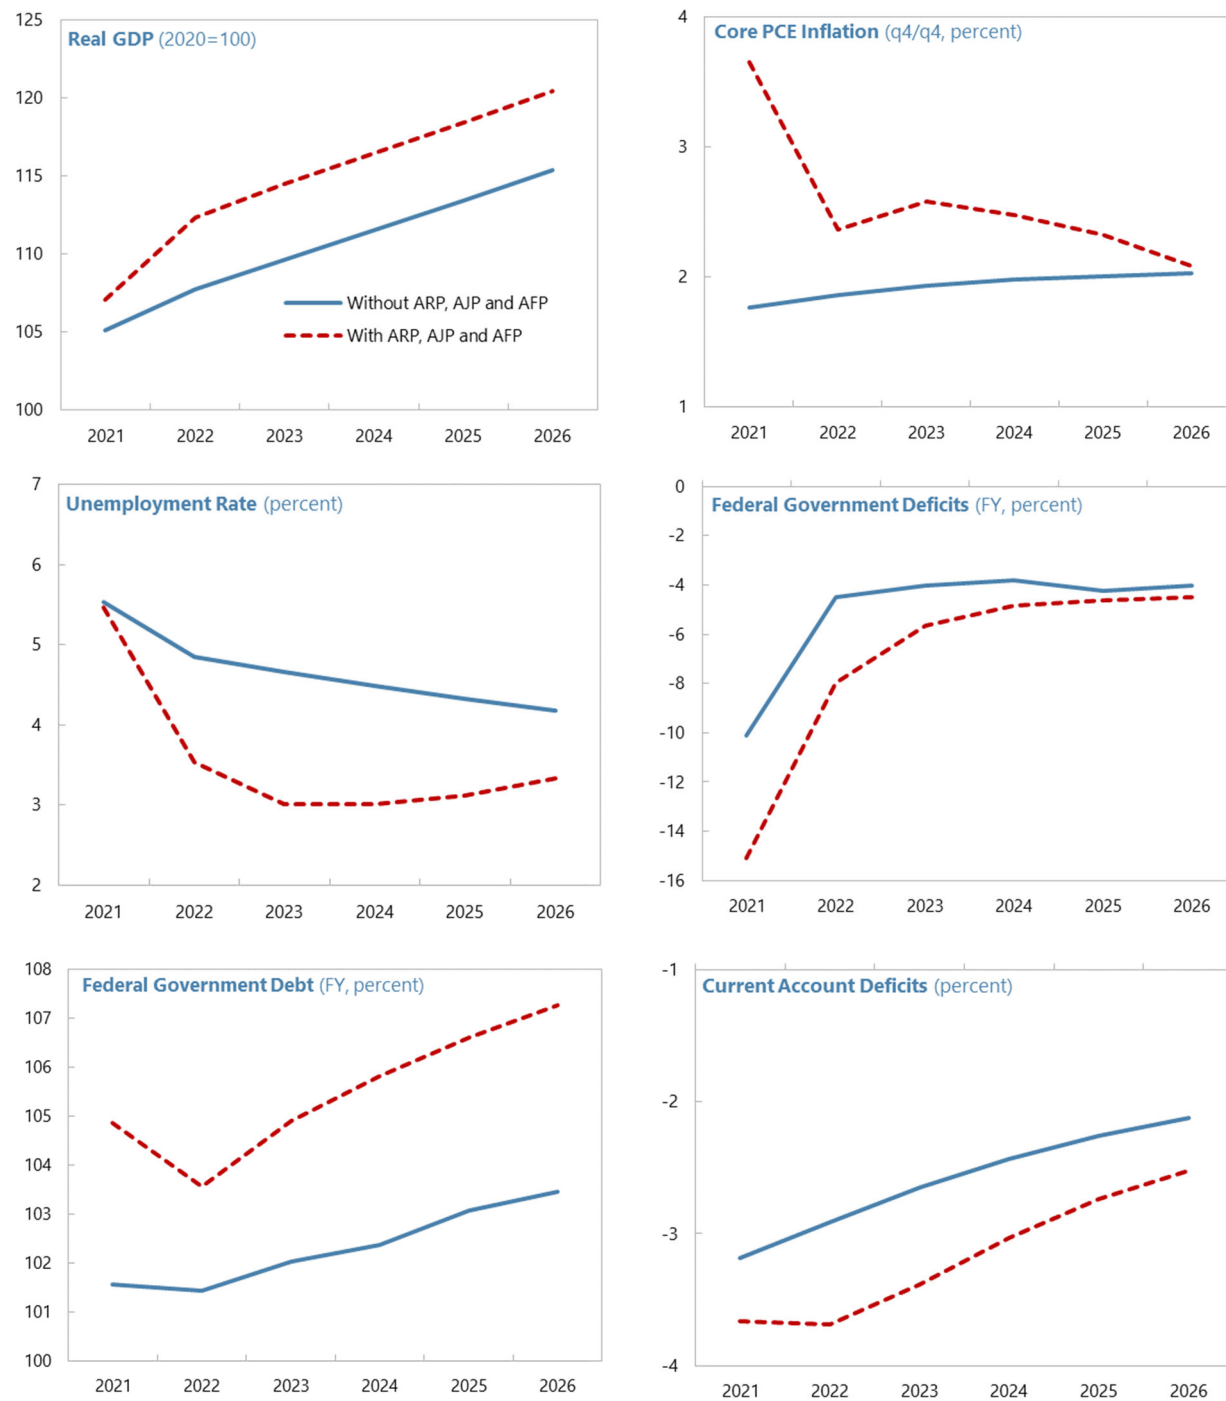 Real GDP (2020=100)
125
120
115
110
105
100
Without ARP, AJP and AFP
With ARP, AJP and AFP
2021 2022 2023 2024 2025 2026
Core PCE Inflation (q4/q4, percent)
4
3
2
1
2021 2022 2023 2024 2025 2026
Unemployment Rate (percent)
7
6
5
4
3
2
2021 2022 2023 2024 2025 2026
Federal Government Deficits (FY, percent)
0
-2
-4
-6
-8
-10
-12
-14
-16
2021 2022 2023 2024 2025 2026
Federal Government Debt (FY, percent)
108
107
106
105
104
103
102
101
100
2021 2022 2023 2024 2025 2026
Current Account Deficits (percent)
-1
-2
-3
-4
2021 2022 2023 2024 2025 2026